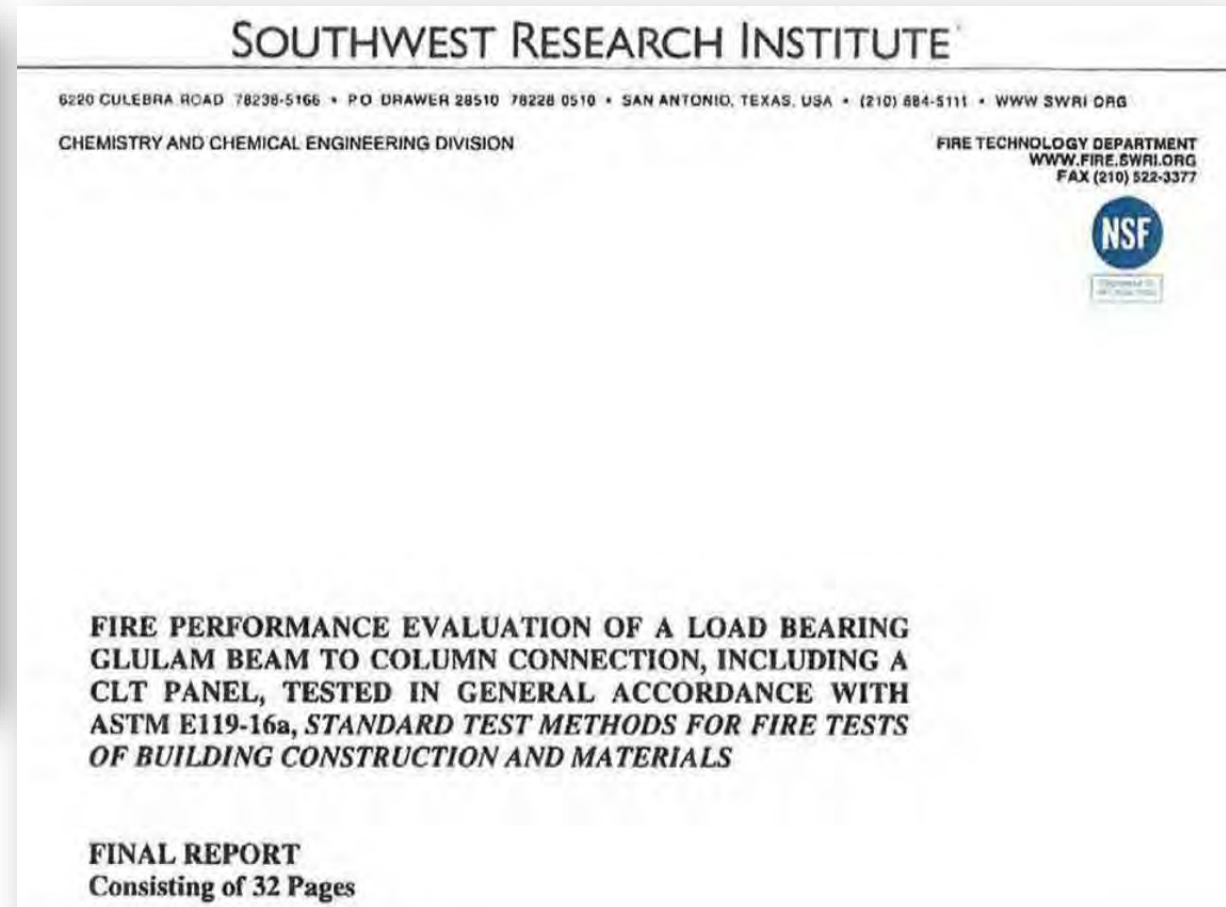 SOUTHWEST RESEARCH INSTITUTE
6220 CULEBRA ROAD 78238-5166 • PO DRAWER 28510 78228 0510 • SAN ANTONIO, TEXAS, USA • (210) 684-5111 • WWW SWRI ORG
CHEMISTRY AND CHEMICAL ENGINEERING DIVISION
FIRE TECHNOLOGY DEPARTMENT
WWW.FIRE.SWRI.ORG
FAX (210) 522-3377
NSF
FIRE PERFORMANCE EVALUATION OF A LOAD BEARING
GLULAM BEAM TO COLUMN CONNECTION, INCLUDING A
CLT PANEL, TESTED IN GENERAL ACCORDANCE WITH
ASTM E119-16a, STANDARD TEST METHODS FOR FIRE TESTS
OF BUILDING CONSTRUCTION AND MATERIALS
FINAL REPORT
Consisting of 32 Pages